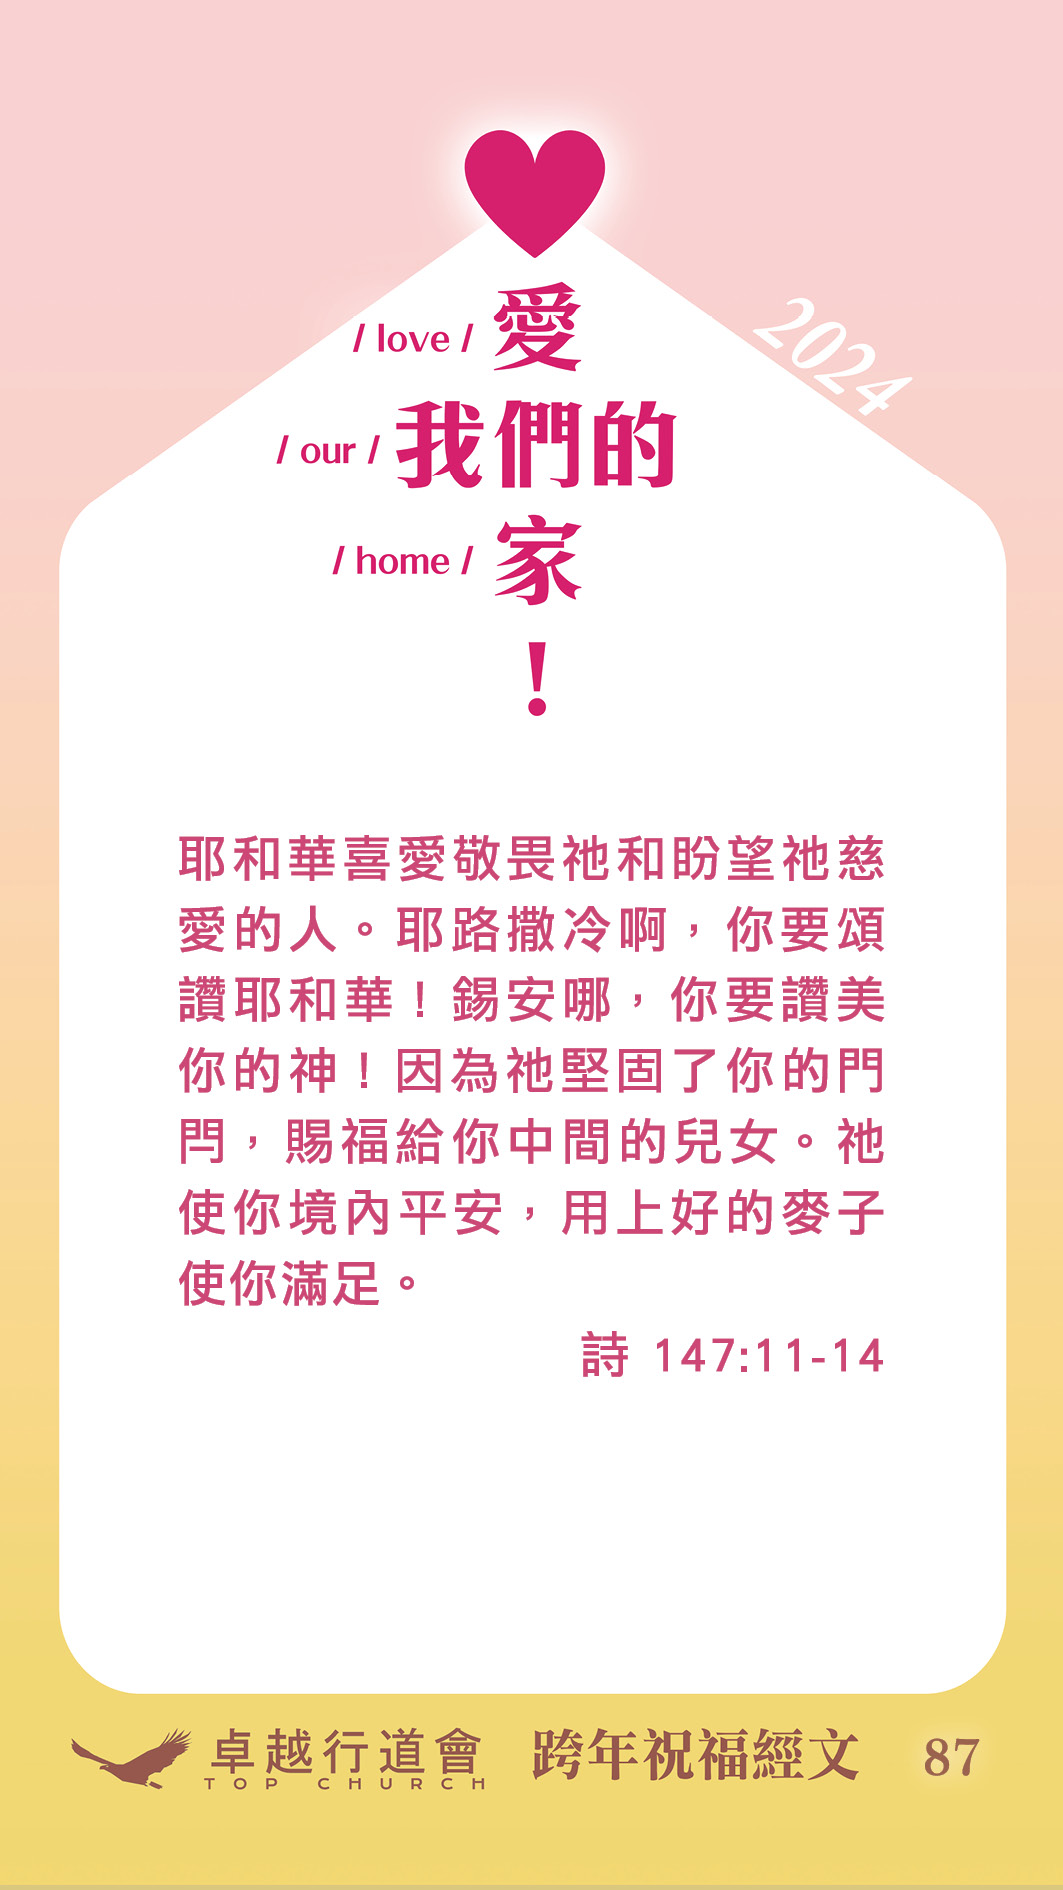 / love / 愛
2024
/ our / 我們的
/ home / 家
!
耶和華喜愛敬畏祂和盼望祂慈
愛的人。耶路撒冷啊，你要頌
讚耶和華！錫安哪，你要讚美
你的神！因為祂堅固了你的門
閂，賜福給你中間的兒女。祂
使你境內平安，用上好的麥子
使你滿足。
詩 147:11-14
卓越行道會 跨年祝福經文 87
TOP CHURCH